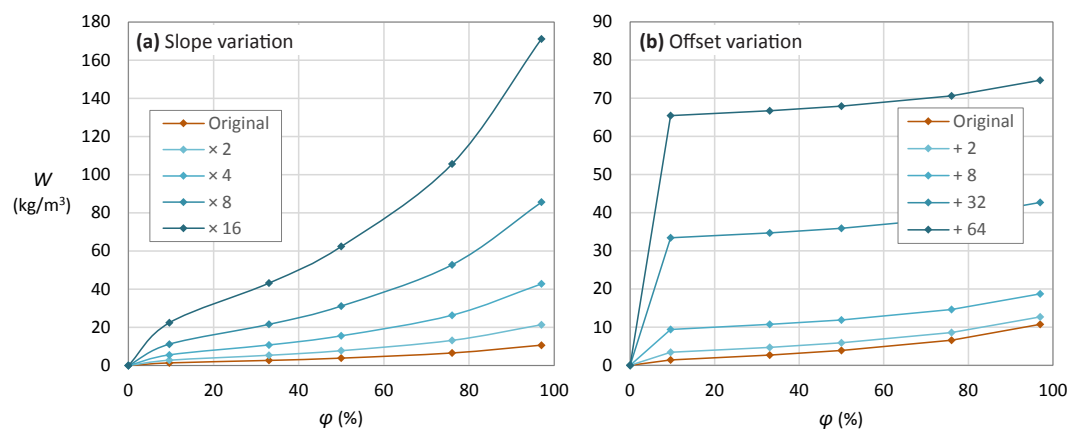 (a) Slope variation
180
160
140
120
100
80
60
40
20
0
W
(kg/m³)
Original
× 2
× 4
× 8
× 16
0 20 40 60 80 100
φ (%)
(b) Offset variation
90
80
70
60
50
40
30
20
10
0
Original
+ 2
+ 8
+ 32
+ 64
0 20 40 60 80 100
φ (%)